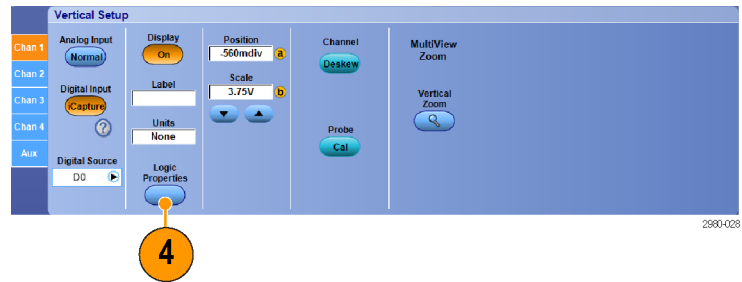 Vertical Setup
Chan 1
Chan 2
Chan 3
Chan 4
Aux
Analog Input
Normal
Digital Input
iCapture
?
Digital Source
D0
Display
On
Label
Units
None
Logic
Properties
Position
-560mdiv
a
Scale
3.75V
b
Channel
Deskew
Probe
Cal
MultiView
Zoom
Vertical
Zoom
4
2980-028